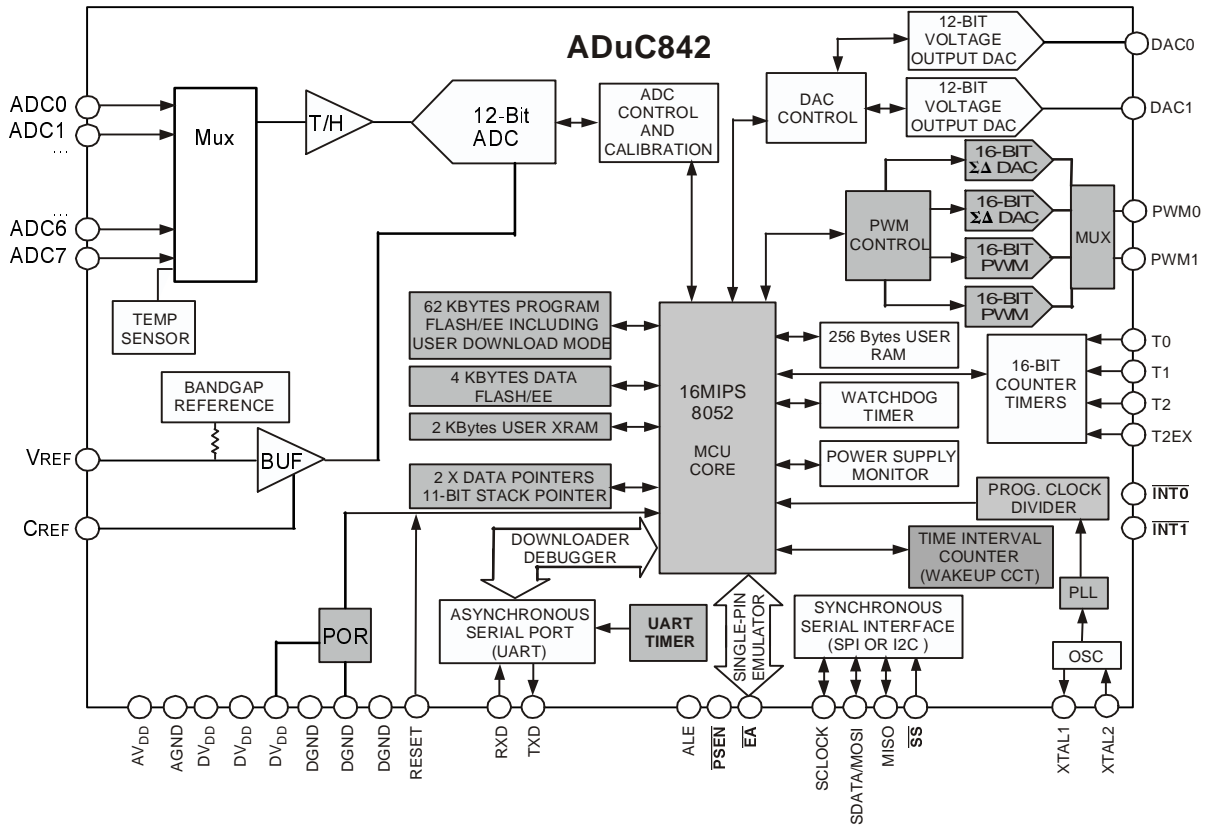 ADuC842
12-BIT
VOLTAGE
OUTPUT DAC
DAC0
ADC0
ADC1
...
...
ADC6
ADC7
Mux
T/H
12-Bit
ADC
ADC
CONTROL
AND
CALIBRATION
DAC
CONTROL
12-BIT
VOLTAGE
OUTPUT DAC
DAC1
16-BIT
ΣΔ DAC
16-BIT
ΣΔ DAC
16-BIT
PWM
16-BIT
PWM
PWM
CONTROL
MUX
PWM0
PWM1
TEMP
SENSOR
BANDGAP
REFERENCE
VREF
BUF
CREF
62 KBYTES PROGRAM
FLASH/EE INCLUDING
USER DOWNLOAD MODE
4 KBYTES DATA
FLASH/EE
2 KBytes USER XRAM
2 X DATA POINTERS
11-BIT STACK POINTER
16MIPS
8052
MCU
CORE
256 Bytes USER
RAM
WATCHDOG
TIMER
POWER SUPPLY
MONITOR
16-BIT
COUNTER
TIMERS
T0
T1
T2
T2EX
PROG. CLOCK
DIVIDER
INT0
INT1
TIME INTERVAL
COUNTER
(WAKEUP CCT)
PLL
OSC
DOWNLOADER
DEBUGGER
POR
ASYNCHRONOUS
SERIAL PORT
(UART)
UART
TIMER
SINGLE-PIN
EMULATOR
SYNCHRONOUS
SERIAL INTERFACE
(SPI OR I2C )
AVDD
AGND
DVDD
DVDD
DVDD
DGND
DGND
DGND
RESET
RXD
TXD
ALE
PSEN
EA
SCLOCK
SDATA/MOSI
MISO
SS
XTAL1
XTAL2